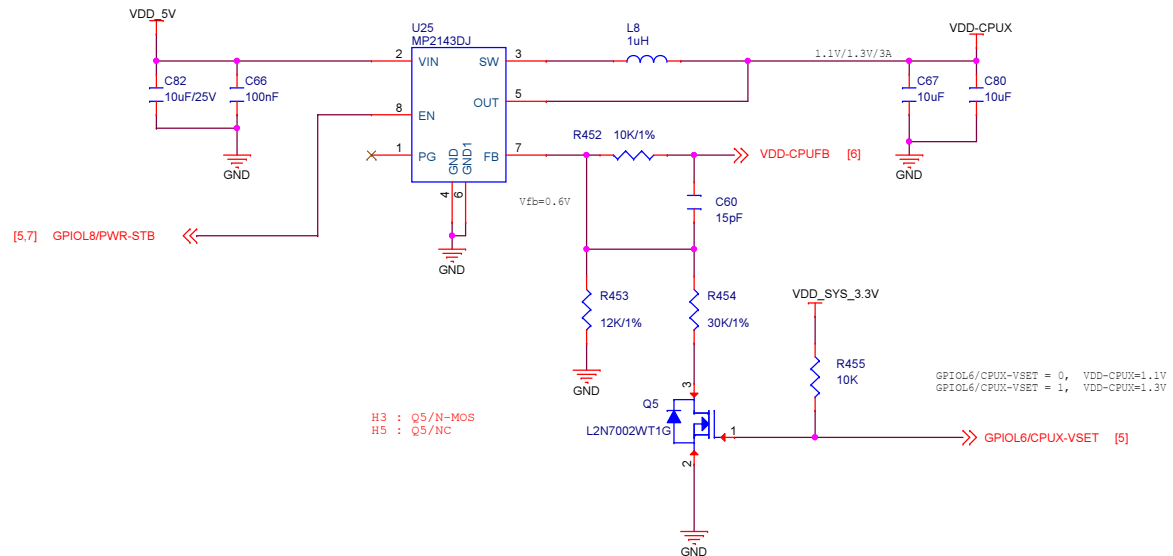 VDD_5V
U25
MP2143DJ
L8
1uH
VDD-CPUX
2 VIN
SW 3
1.1V/1.3V/3A
C82
10uF/25V
C66
100nF
C67
10uF
C80
10uF
OUT 5
8 EN
R452 10K/1%
1 PG
GND
GND1
FB 7
VDD-CPUFB [6]
GND
GND
4
6
Vfb=0.6V
C60
15pF
[5,7] GPIOL8/PWR-STB
GND
R453
12K/1%
R454
30K/1%
VDD_SYS_3.3V
R455
10K
GND
GPIOL6/CPUX-VSET = 0, VDD-CPUX=1.1V
GPIOL6/CPUX-VSET = 1, VDD-CPUX=1.3V
3
Q5
H3 : Q5/N-MOS
H5 : Q5/NC
L2N7002WT1G
1
GPIOL6/CPUX-VSET [5]
2
GND